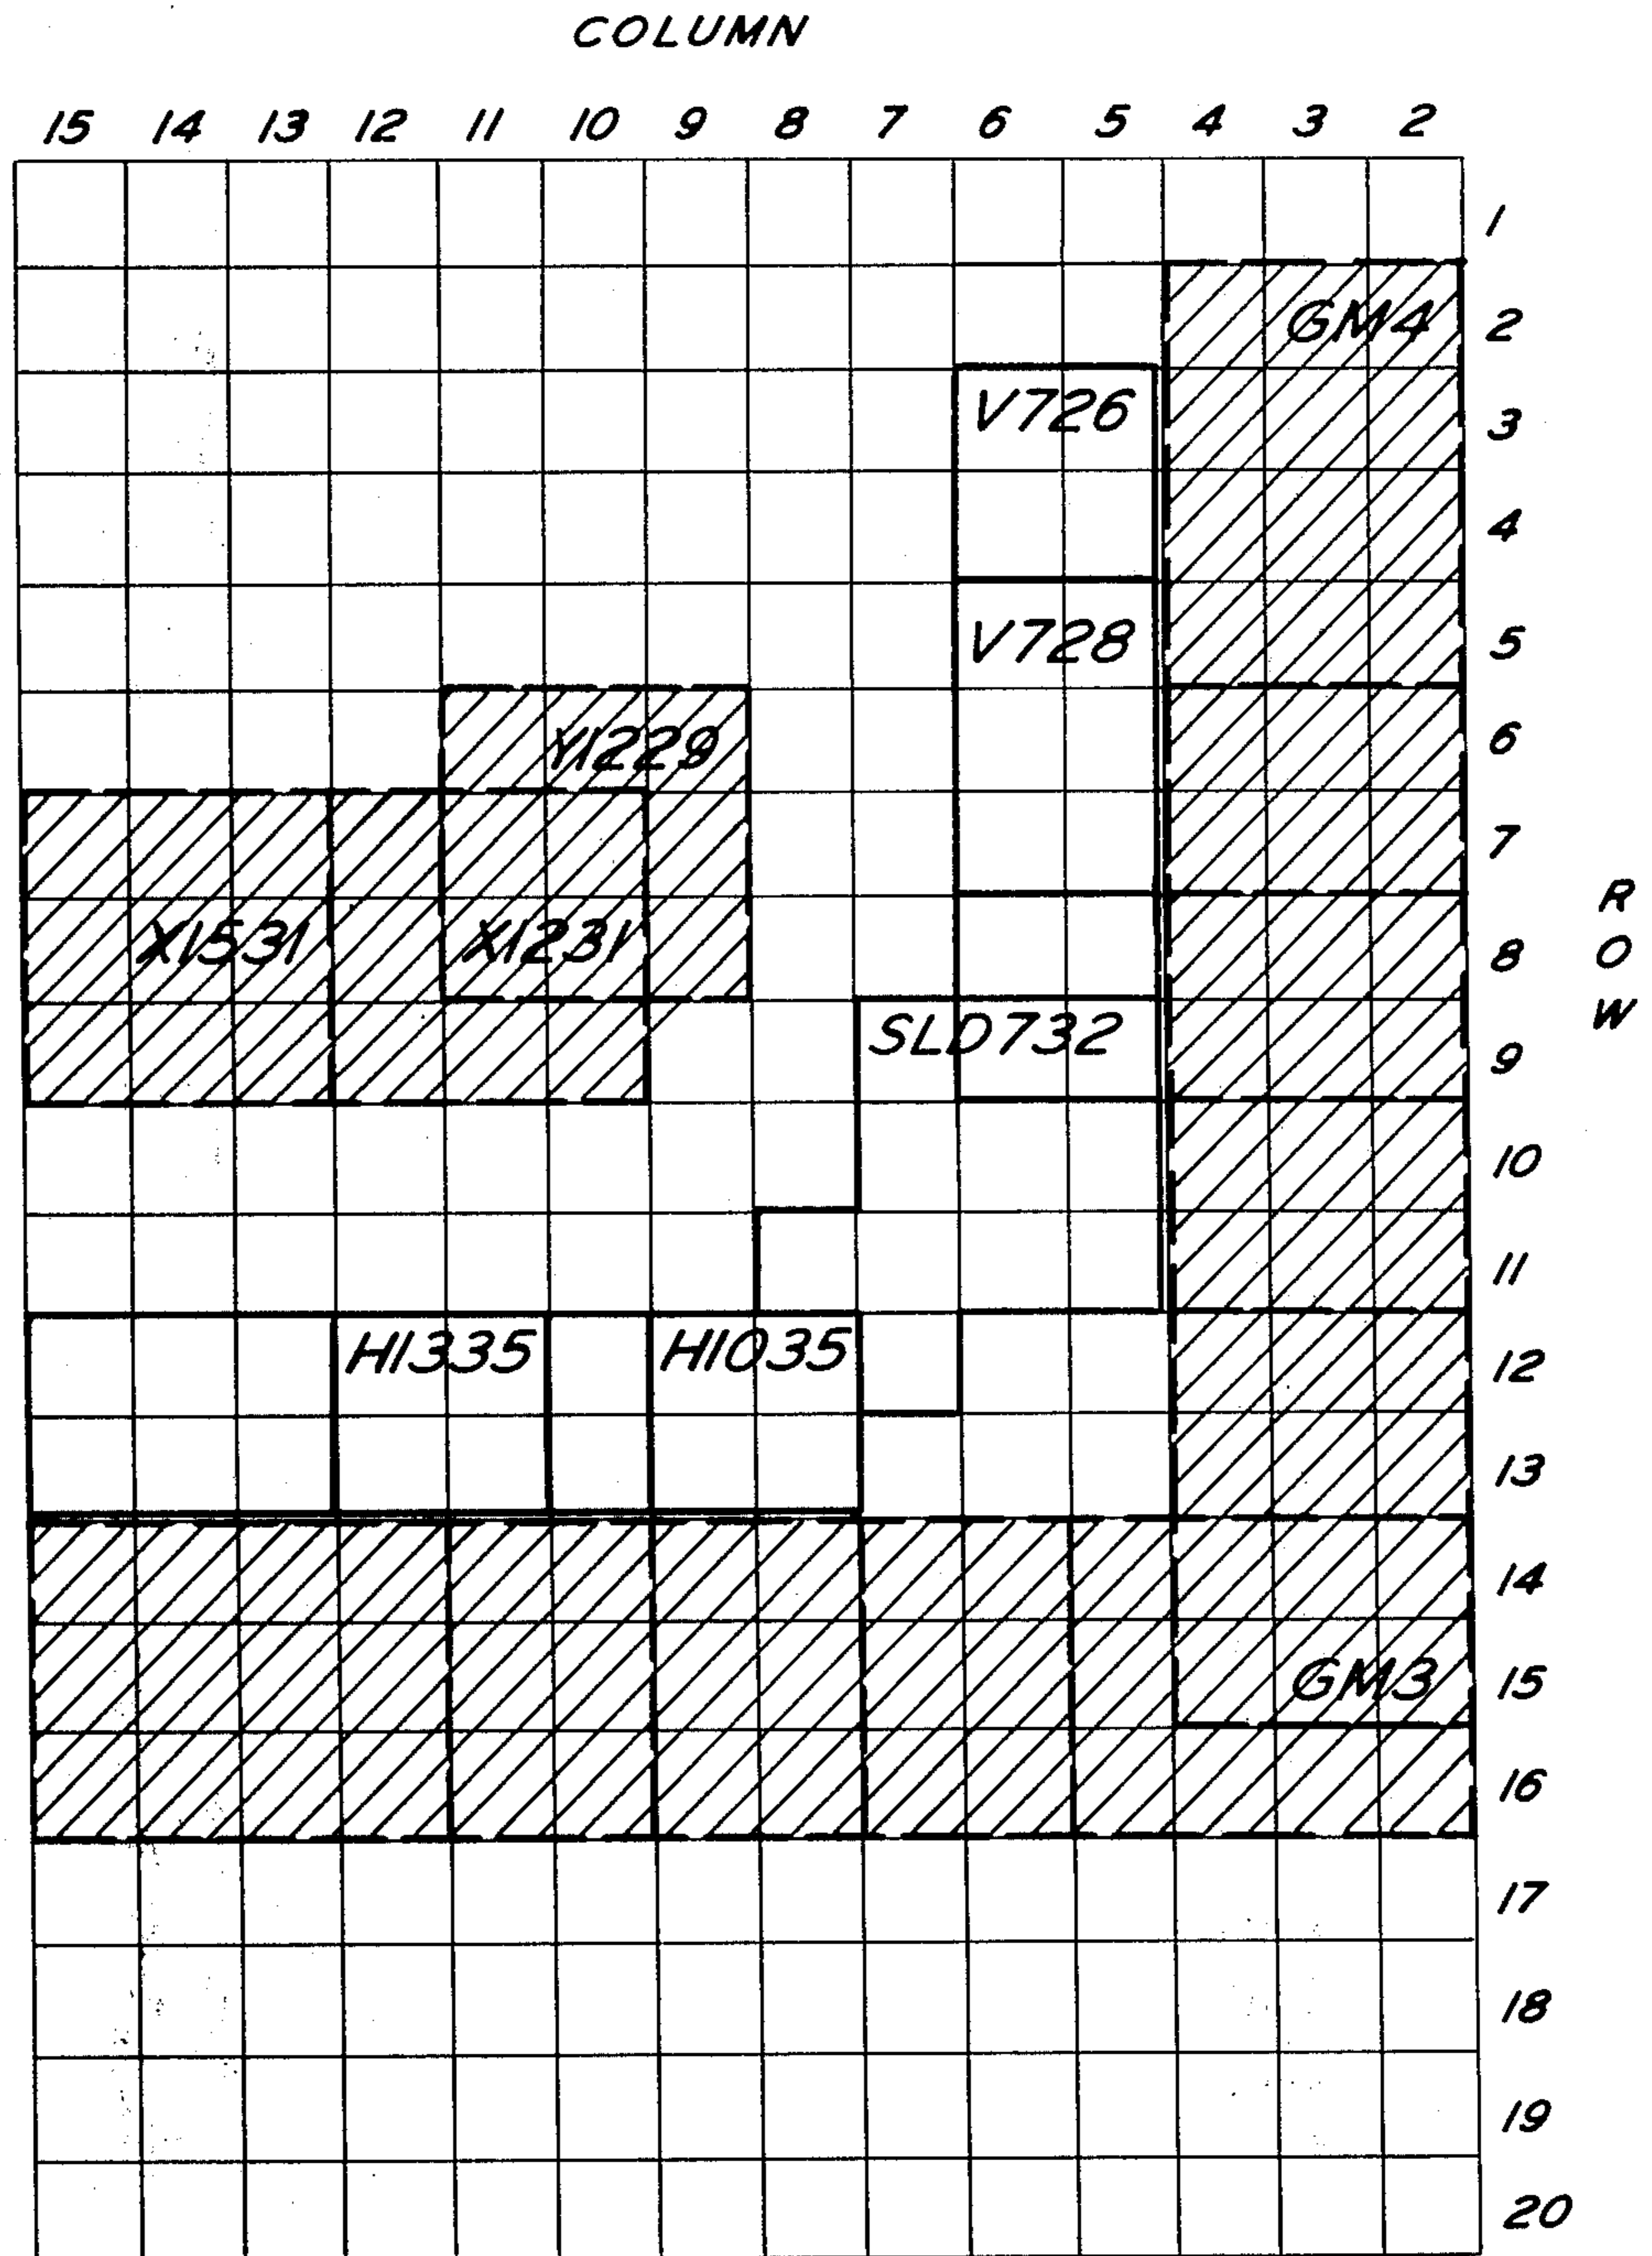 COLUMN
15 14 13 12 11 10 9 8 7 6 5 4 3 2
1
GM4 2
V726 3
4
V728 5
Y1229 6
7
X1531 X1231 8
SLD732 9
10
11
H1335 H1035 12
13
14
GM3 15
16
17
18
19
20
ROW